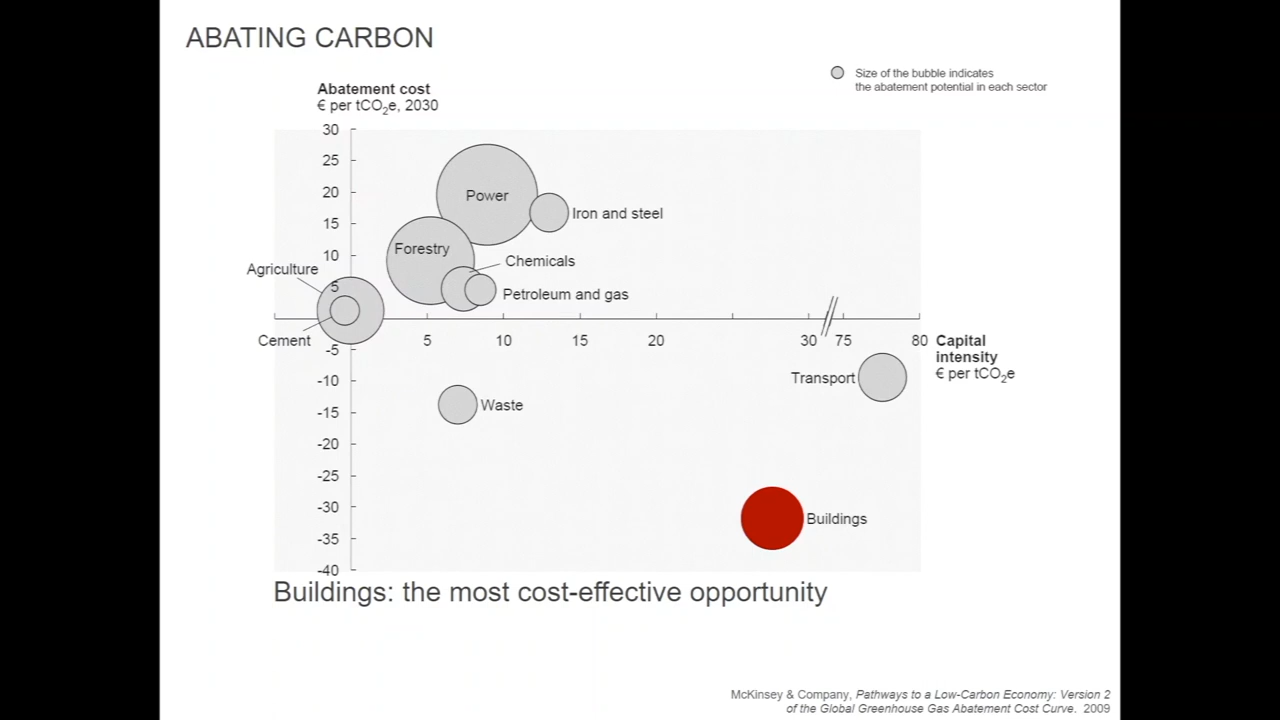 ABATING CARBON
Size of the bubble indicates
the abatement potential in each sector
Abatement cost
€ per tCO₂e, 2030
30
25
20
15
10
5
-5
-10
-15
-20
-25
-30
-35
-40
Power
Iron and steel
Forestry
Chemicals
Agriculture
Petroleum and gas
Cement
5 10 15 20 30 75 80
Capital
intensity
€ per tCO₂e
Transport
Waste
Buildings
Buildings: the most cost-effective opportunity
McKinsey & Company, Pathways to a Low-Carbon Economy: Version 2
of the Global Greenhouse Gas Abatement Cost Curve. 2009